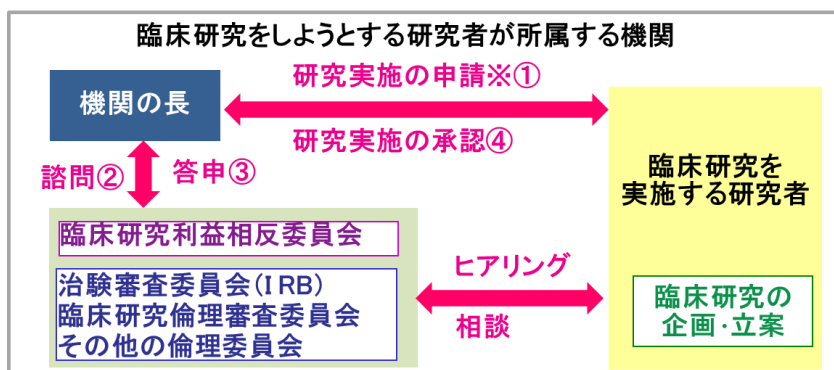 臨床研究をしようとする研究者が所属する機関
機関の長
研究実施の申請※①
研究実施の承認④
諮問②
答申③
臨床研究を
実施する研究者
臨床研究利益相反委員会
治験審査委員会(IRB)
臨床研究倫理審査委員会
その他の倫理委員会
ヒアリング
相談
臨床研究の
企画・立案